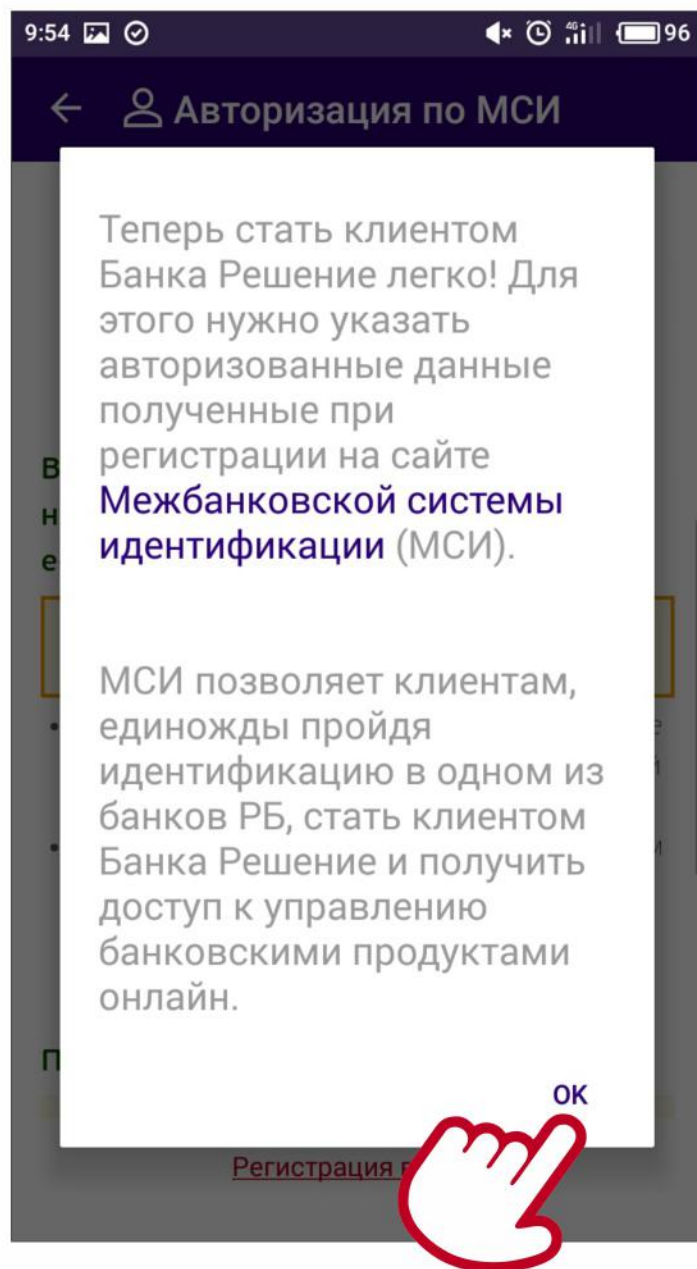 9:54
4G
96
Авторизация по МСИ
Теперь стать клиентом
Банка Решение легко! Для
этого нужно указать
авторизованные данные
полученные при
регистрации на сайте
Межбанковской системы
идентификации (МСИ).
МСИ позволяет клиентам,
единожды пройдя
идентификацию в одном из
банков РБ, стать клиентом
Банка Решение и получить
доступ к управлению
банковскими продуктами
онлайн.
ОК
Регистрация